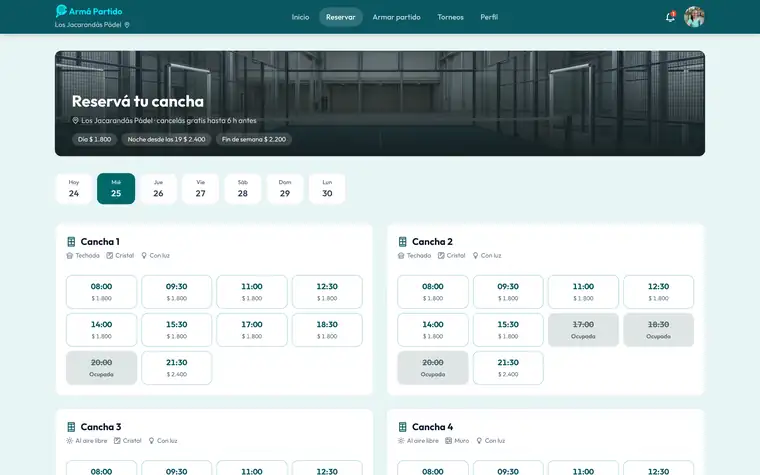 Armá Partido
Los Jacarandás Pádel
Inicio Reservar Armar partido Torneos Perfil
Reservá tu cancha
Los Jacarandás Pádel · cancelás gratis hasta 6 h antes
Día $ 1.800 Noche desde las 19 $ 2.400 Fin de semana $ 2.200
Hoy Mié Jue Vie Sáb Dom Lun
24 25 26 27 28 29 30
Cancha 1
Techada Cristal Con luz
08:00 09:30 11:00 12:30
$ 1.800 $ 1.800 $ 1.800 $ 1.800
14:00 15:30 17:00 18:30
$ 1.800 $ 1.800 $ 1.800 $ 1.800
20:00 21:30
Ocupada $ 2.400
Cancha 2
Techada Cristal Con luz
08:00 09:30 11:00 12:30
$ 1.800 $ 1.800 $ 1.800 $ 1.800
14:00 15:30 17:00 18:30
$ 1.800 $ 1.800 Ocupada Ocupada
20:00 21:30
Ocupada $ 2.400
Cancha 3
Al aire libre Cristal Con luz
08:00 09:30 11:00 12:30
Cancha 4
Al aire libre Muro Con luz
08:00 09:30 11:00 12:30